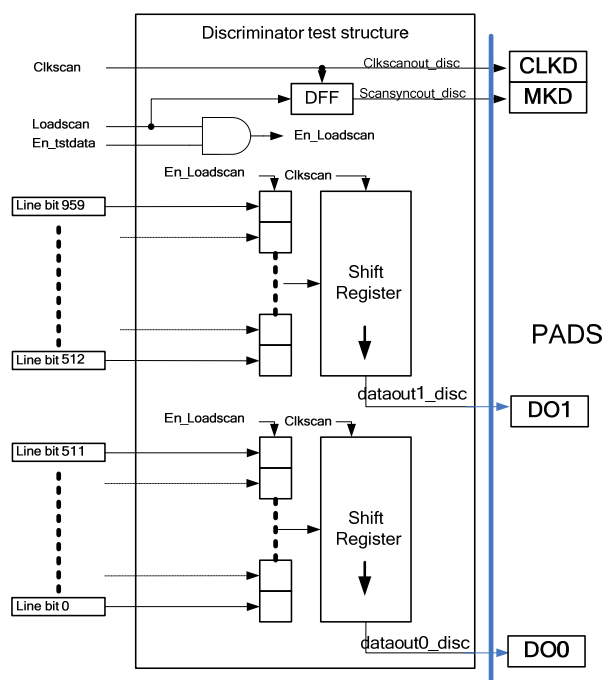 Discriminator test structure
Clkscan
Clkscanout_disc
CLKD
DFF
Scansyncout_disc
MKD
Loadscan
En_tstdata
En_Loadscan
En_Loadscan
Clkscan
Line bit 959
Shift
Register
Line bit 512
PADS
dataout1_disc
DO1
En_Loadscan
Clkscan
Line bit 511
Shift
Register
Line bit 0
dataout0_disc
DO0